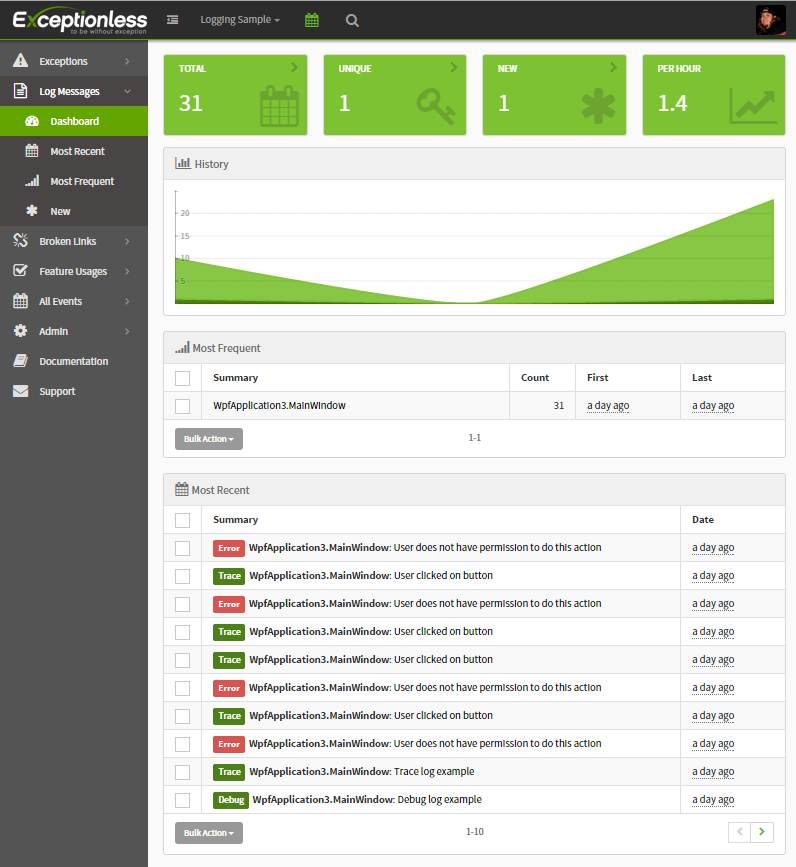 Exceptionless
to be without exception
Logging Sample
Exceptions
Log Messages
Dashboard
Most Recent
Most Frequent
New
Broken Links
Feature Usages
All Events
Admin
Documentation
Support
TOTAL
31
UNIQUE
1
NEW
1
PER HOUR
1.4
History
20
15
10
5
Most Frequent
Summary Count First Last
WpfApplication3.MainWindow 31 a day ago a day ago
Bulk Action 1-1
Most Recent
Summary Date
Error WpfApplication3.MainWindow: User does not have permission to do this action a day ago
Trace WpfApplication3.MainWindow: User clicked on button a day ago
Error WpfApplication3.MainWindow: User does not have permission to do this action a day ago
Trace WpfApplication3.MainWindow: User clicked on button a day ago
Trace WpfApplication3.MainWindow: User clicked on button a day ago
Error WpfApplication3.MainWindow: User does not have permission to do this action a day ago
Trace WpfApplication3.MainWindow: User clicked on button a day ago
Error WpfApplication3.MainWindow: User does not have permission to do this action a day ago
Trace WpfApplication3.MainWindow: Trace log example a day ago
Debug WpfApplication3.MainWindow: Debug log example a day ago
Bulk Action 1-10